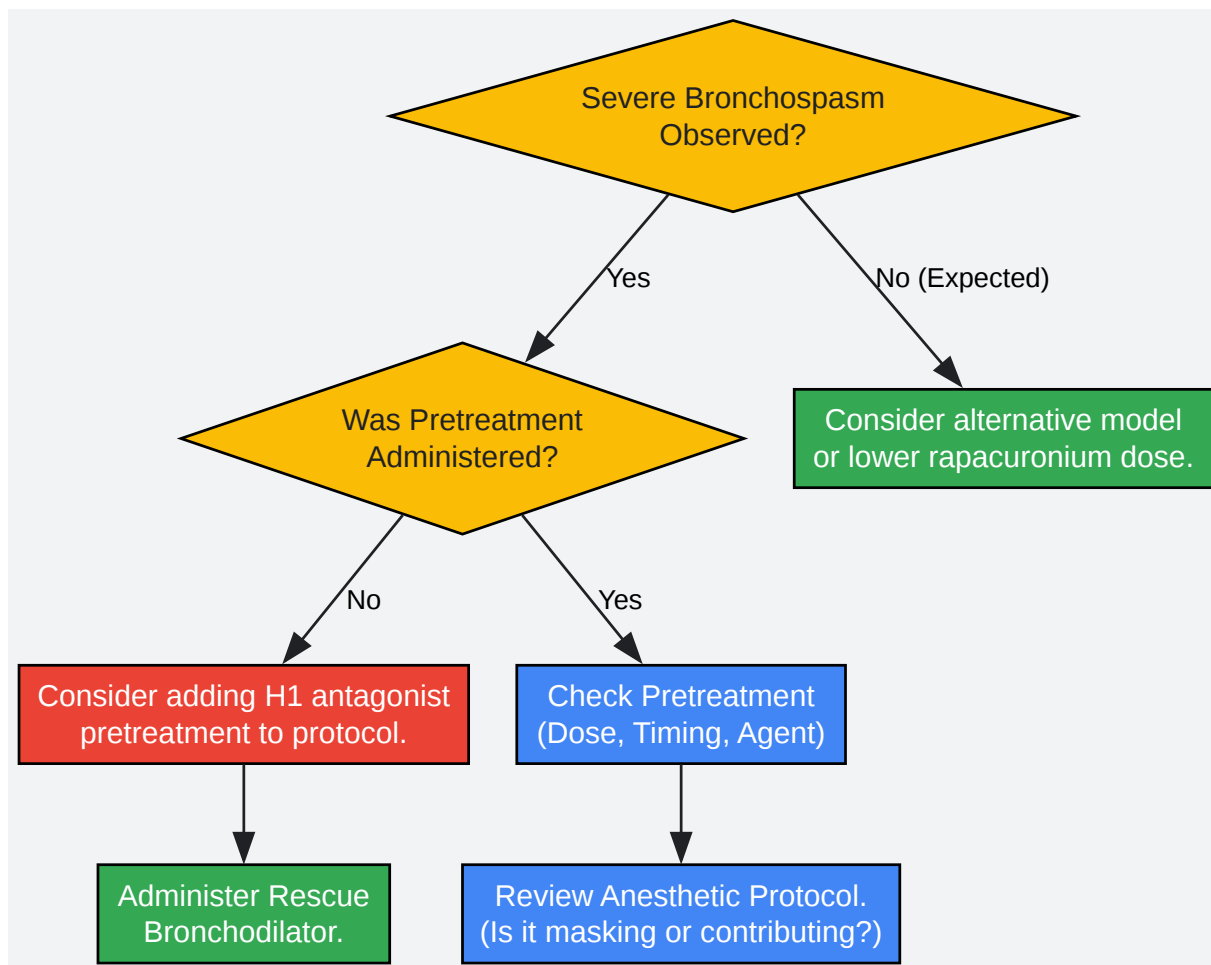 Severe Bronchospasm
Observed?
Yes
No (Expected)
Was Pretreatment
Administered?
Consider alternative model
or lower rapacuronium dose.
No
Yes
Consider adding H1 antagonist
pretreatment to protocol.
Check Pretreatment
(Dose, Timing, Agent)
Administer Rescue
Bronchodilator.
Review Anesthetic Protocol.
(Is it masking or contributing?)